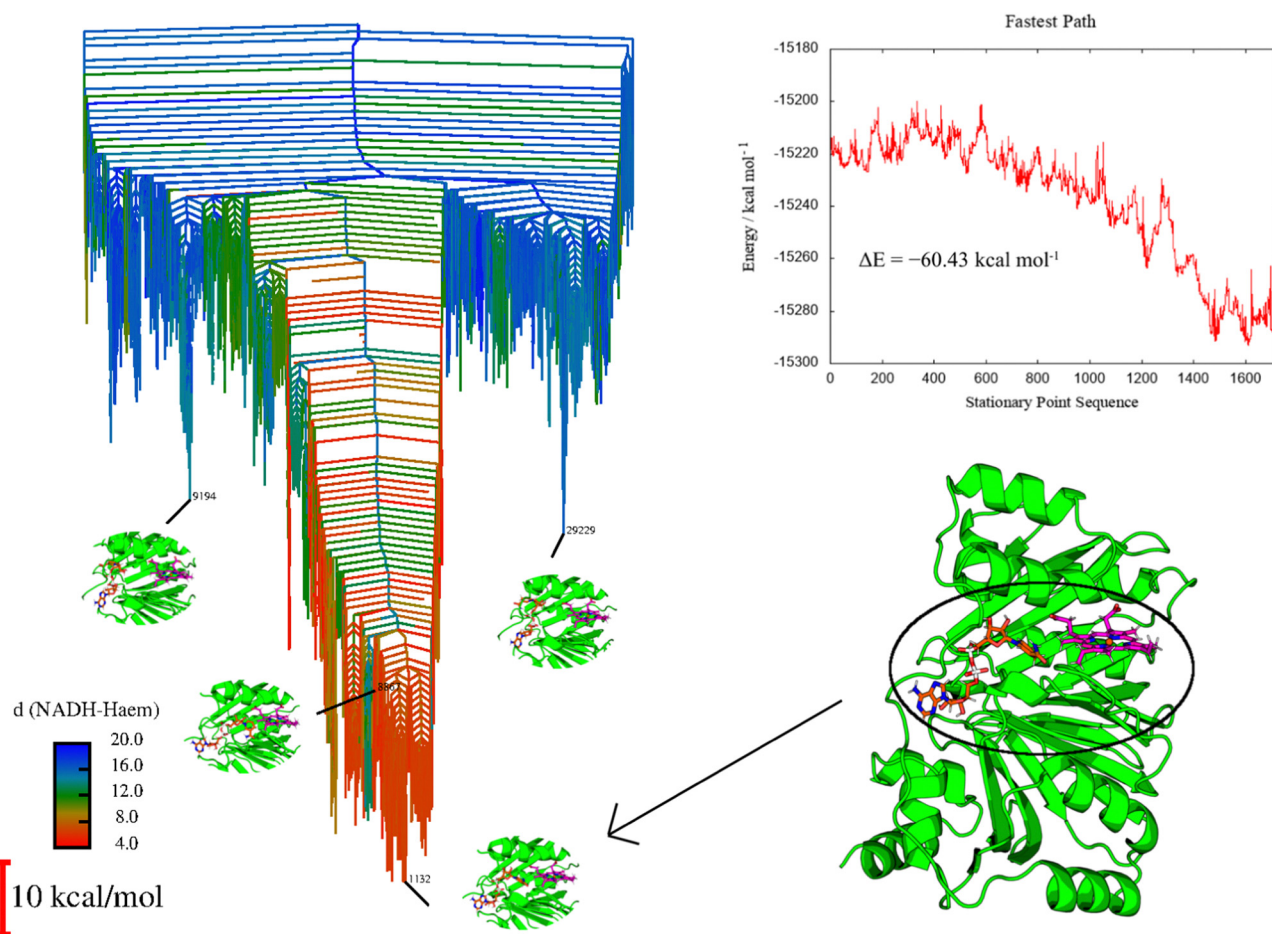 9194
29229
8867
1132
d (NADH-Haem)
20.0
16.0
12.0
8.0
4.0
10 kcal/mol
Fastest Path
Energy / kcal mol⁻¹
-15180
-15200
-15220
-15240
-15260
-15280
-15300
ΔE = −60.43 kcal mol⁻¹
0 200 400 600 800 1000 1200 1400 1600
Stationary Point Sequence